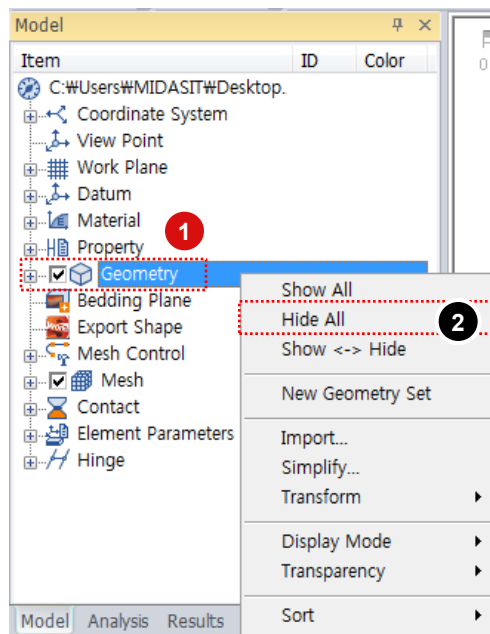 Model
Item ID Color
C:₩Users₩MIDASIT₩Desktop.
Coordinate System
View Point
Work Plane
Datum
Material
1
Property
Geometry
Bedding Plane
Export Shape
Mesh Control
Mesh
Contact
Element Parameters
Hinge
Show All
Hide All
2
Show <-> Hide
New Geometry Set
Import...
Simplify...
Transform
Display Mode
Transparency
Sort
Model Analysis Results
0